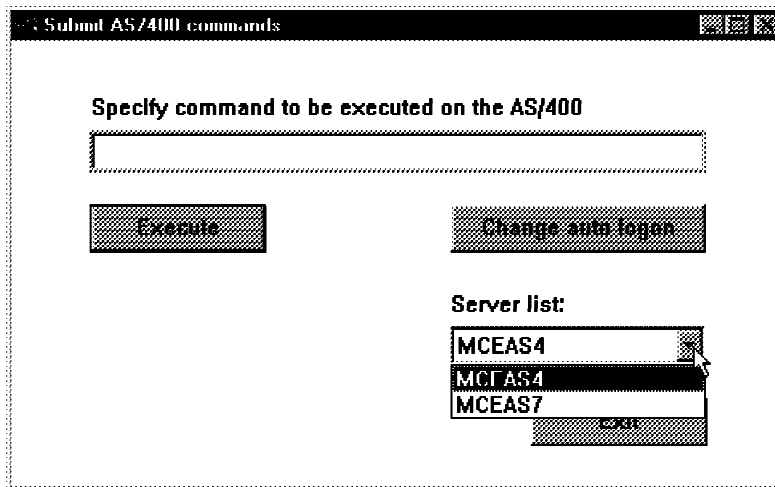 Submit AS/400 commands
Specify command to be executed on the AS/400
Execute
Change auto logon
Server list:
MCEAS4
MCEAS4
MCEAS7
Exit